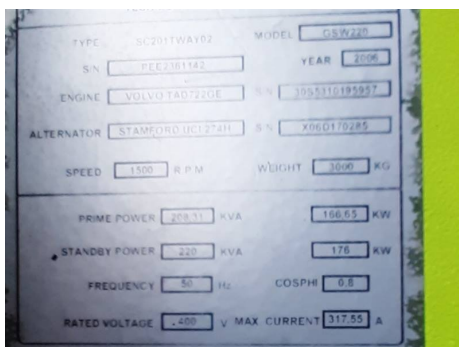 TYPE SC201TWAY02 MODEL GSW220
S/N PEE2301142 YEAR 2006
ENGINE VOLVO TAD722GE S/N
ALTERNATOR STAMFORD UCI 274H S/N X06D170285
SPEED 1500 R.P.M WEIGHT 3000 KG
PRIME POWER 208,31 KVA 166,65 KW
STANDBY POWER 220 KVA 176 KW
FREQUENCY 50 Hz COSPHI 0,8
RATED VOLTAGE 400 V MAX CURRENT 317,55 A